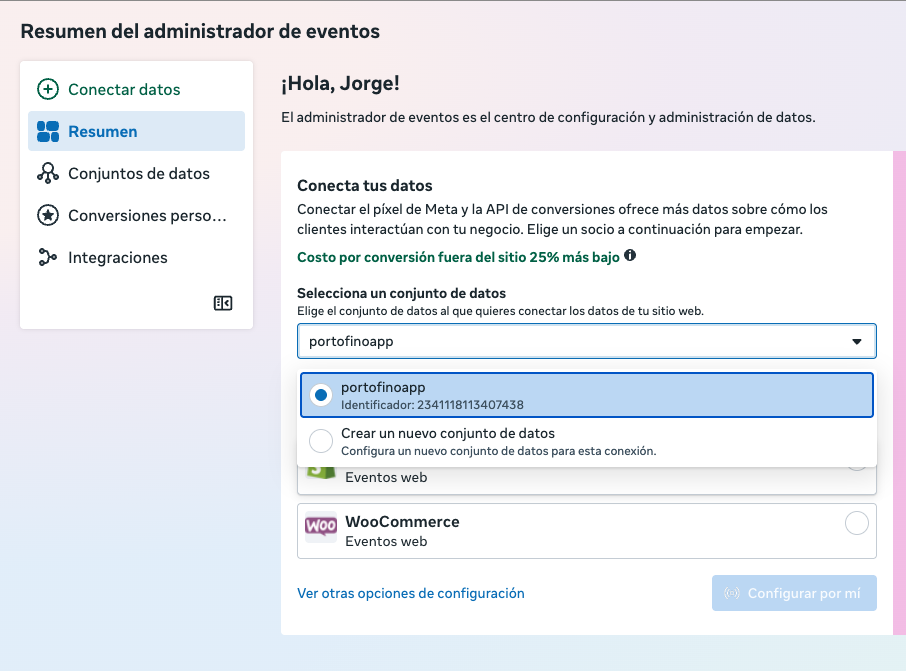 Resumen del administrador de eventos
Conectar datos
Resumen
Conjuntos de datos
Conversiones perso...
Integraciones
¡Hola, Jorge!
El administrador de eventos es el centro de configuración y administración de datos.
Conecta tus datos
Conectar el píxel de Meta y la API de conversiones ofrece más datos sobre cómo los
clientes interactúan con tu negocio. Elige un socio a continuación para empezar.
Costo por conversión fuera del sitio 25% más bajo
Selecciona un conjunto de datos
Elige el conjunto de datos al que quieres conectar los datos de tu sitio web.
portofinoapp
portofinoapp
Identificador: 2341118113407438
Crear un nuevo conjunto de datos
Configura un nuevo conjunto de datos para esta conexión.
Eventos web
WOO
WooCommerce
Eventos web
Ver otras opciones de configuración
Configurar por mí